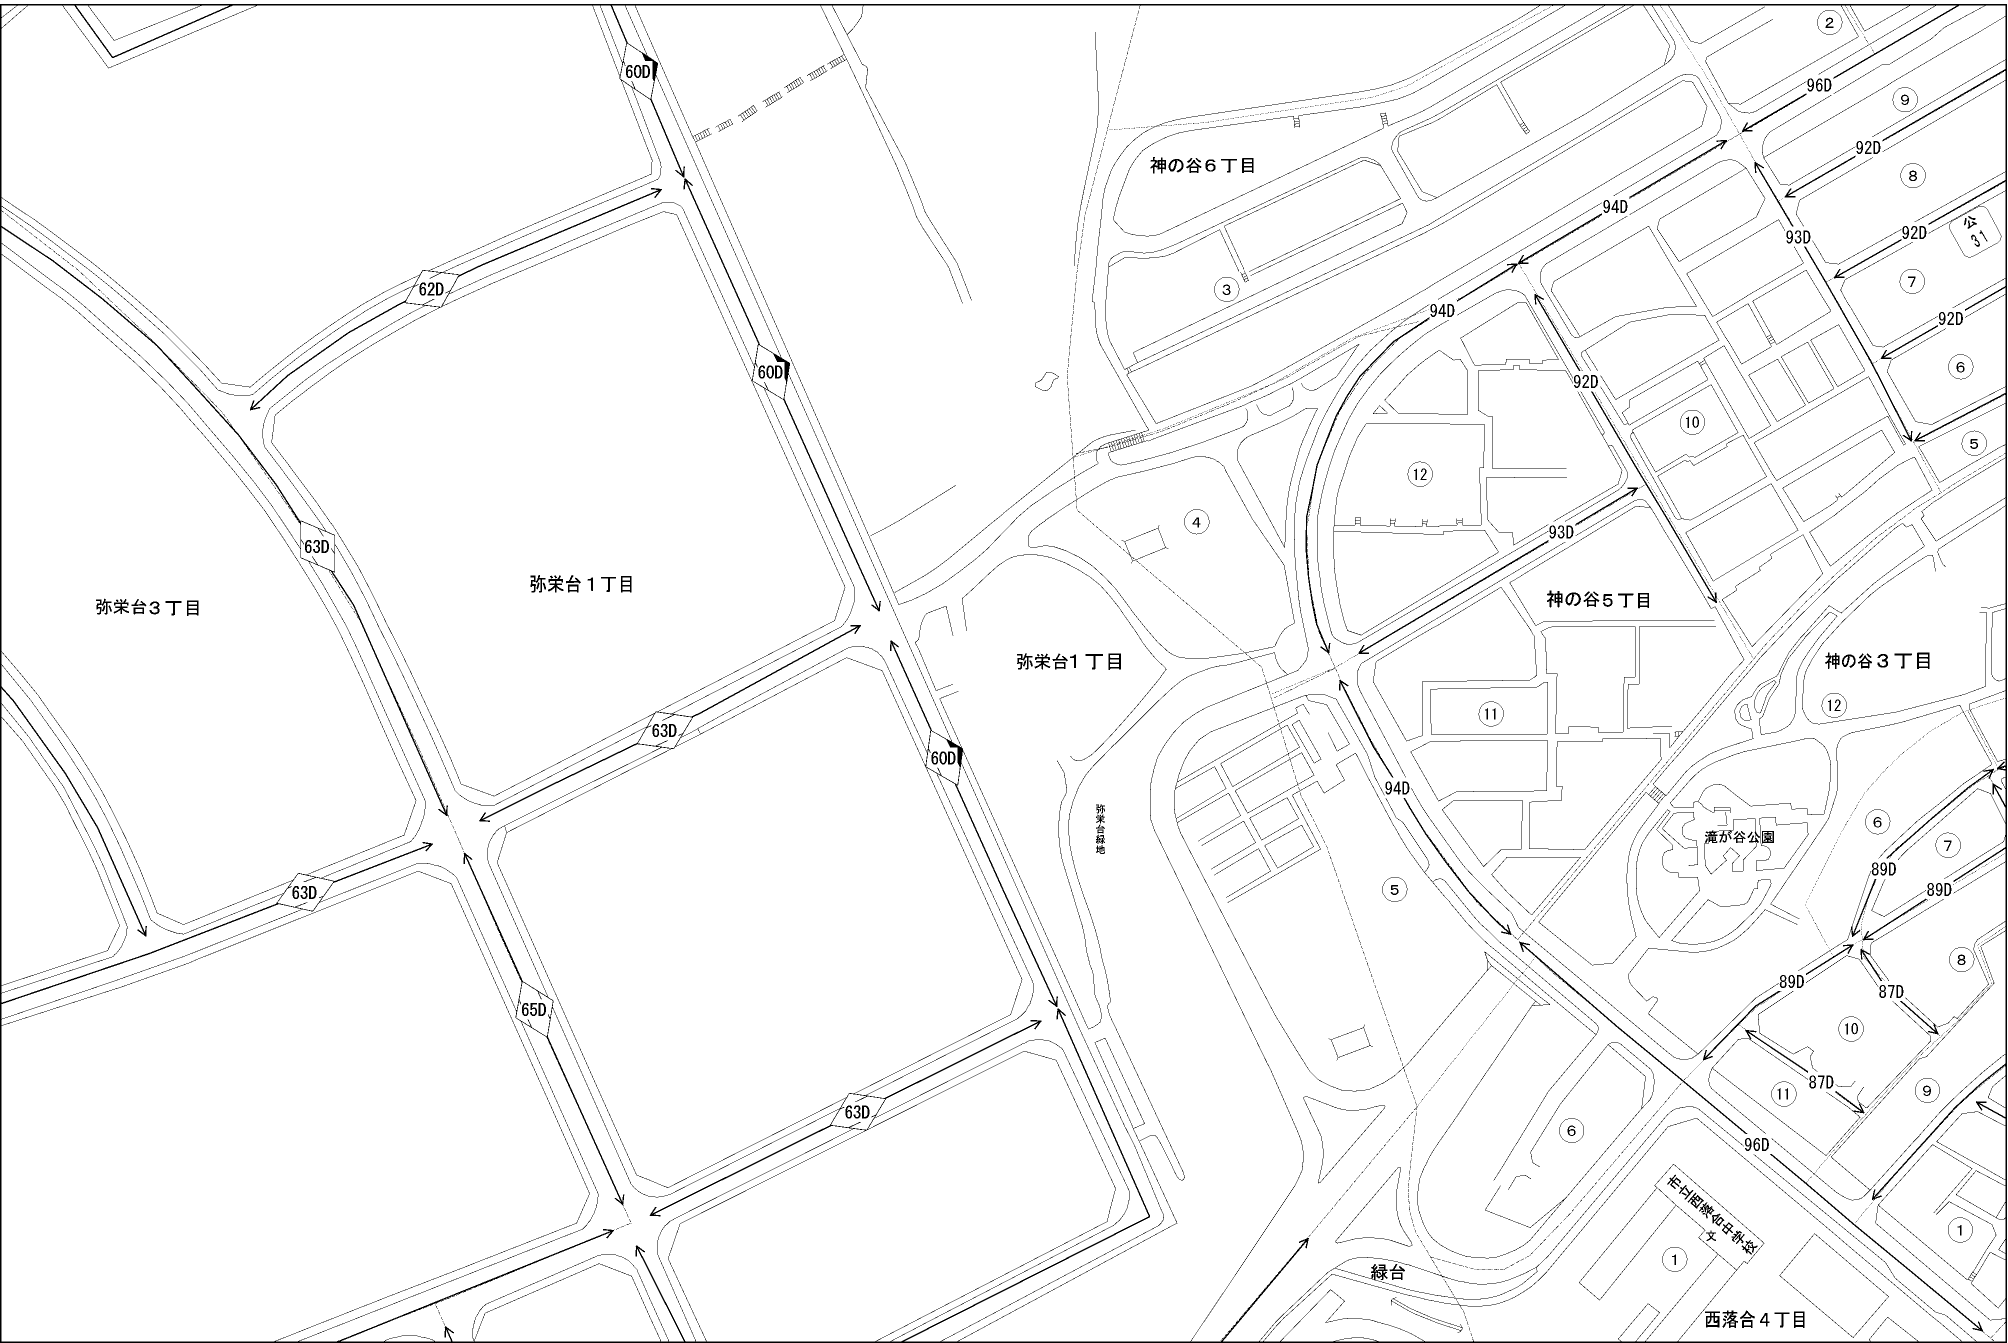 60D
②
96D
⑨
92D
神の谷6丁目
⑧
94D
公
31
93D
92D
62D
③
⑦
94D
92D
60D
⑥
92D
⑩
⑤
⑫
④
93D
63D
弥栄台1丁目
弥栄台3丁目
神の谷5丁目
弥栄台1丁目
神の谷3丁目
⑫
⑪
63D
60D
94D
弥栄台緑地
⑥
滝が谷公園
⑦
89D
⑤
89D
63D
⑧
89D
87D
65D
⑩
87D
⑪
⑨
63D
⑥
96D
市立西落合中学校
文
①
①
緑台
西落合4丁目